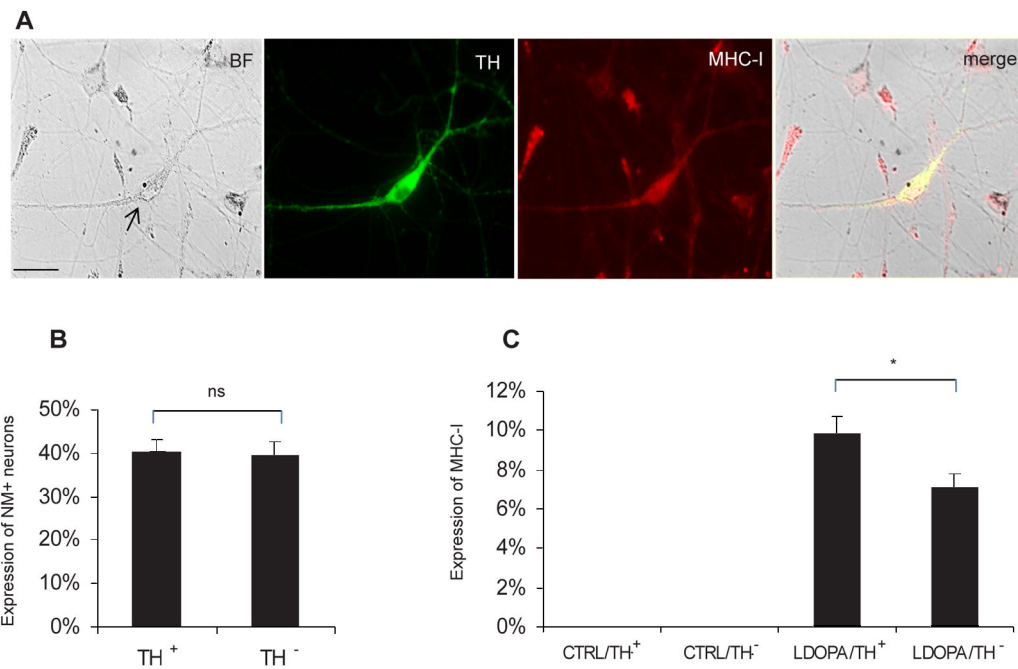 A
BF
TH
MHC-I
merge
B
ns
Expression of NM+ neurons
50%
40%
30%
20%
10%
0%
TH +
TH -
C
*
Expression of MHC-I
12%
10%
8%
6%
4%
2%
0%
CTRL/TH:+
CTRL/TH:-
LDOPA/TH +
LDOPA/TH -